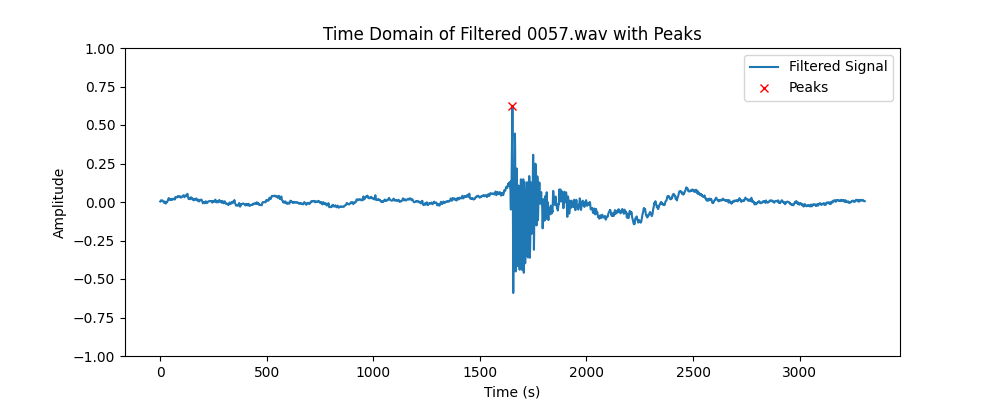 Time Domain of Filtered 0057.wav with Peaks
Filtered Signal
Peaks
1.00
0.75
0.50
0.25
0.00
−0.25
−0.50
−0.75
−1.00
Amplitude
0 500 1000 1500 2000 2500 3000
Time (s)